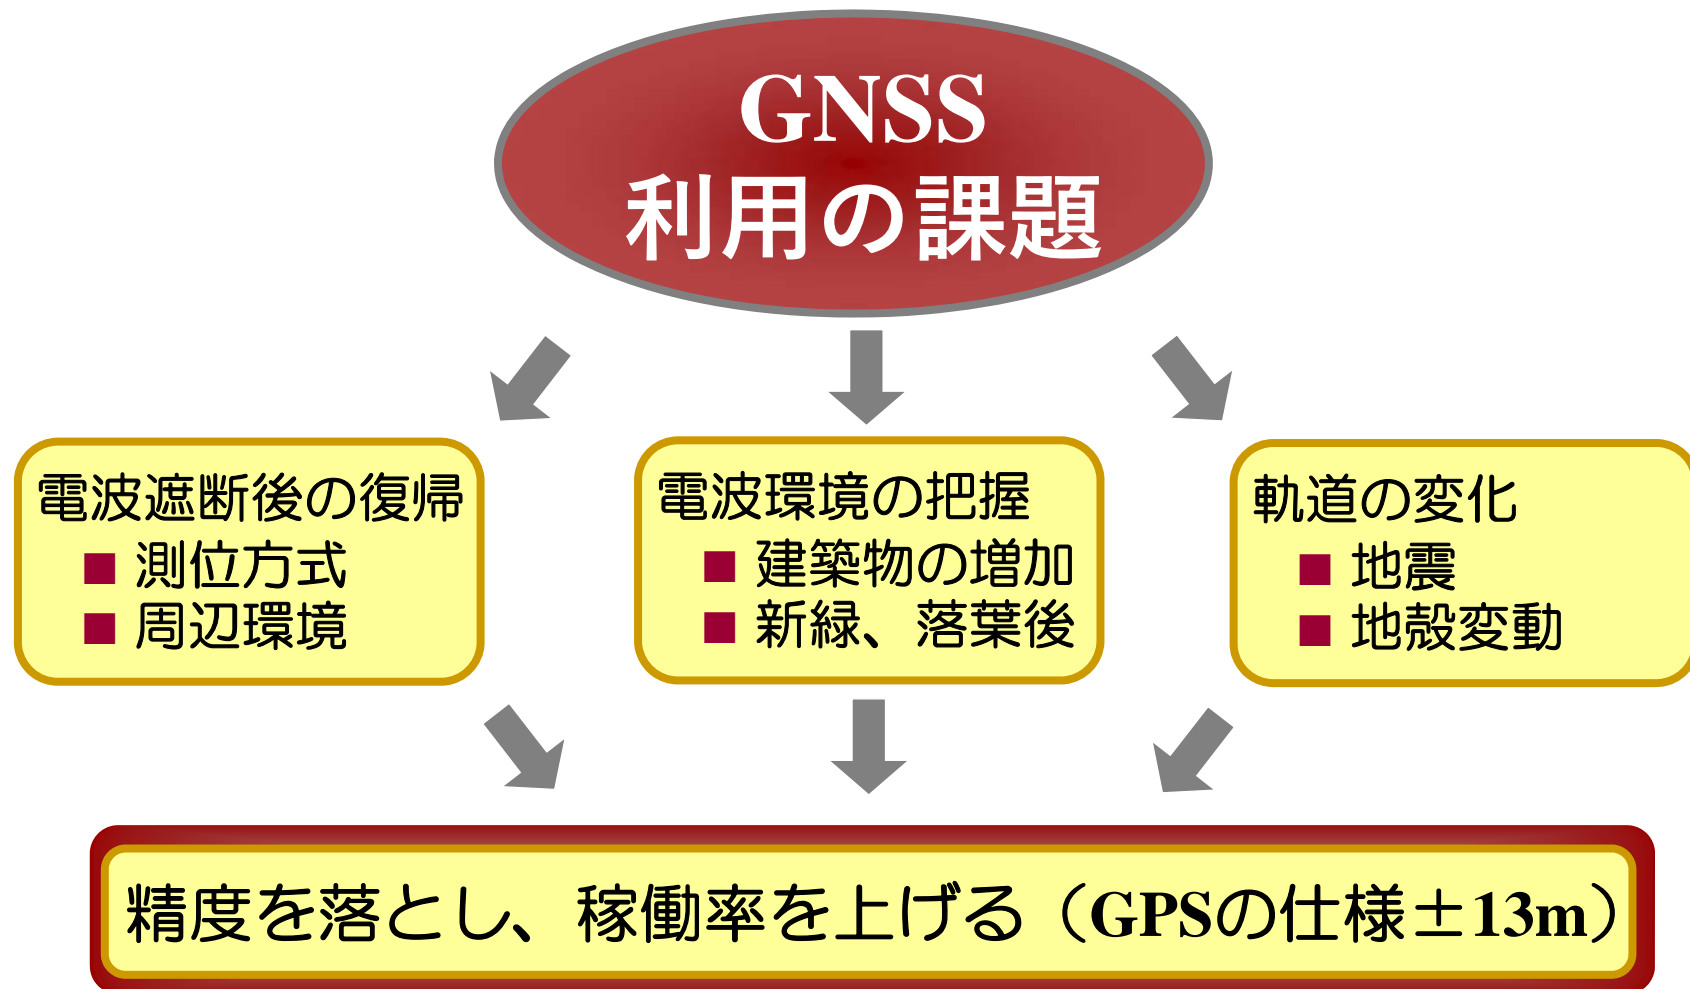 GNSS
利用の課題
電波遮断後の復帰
測位方式
周辺環境
電波環境の把握
建築物の増加
新緑、落葉後
軌道の変化
地震
地殻変動
精度を落とし、稼働率を上げる（GPSの仕様±13m）